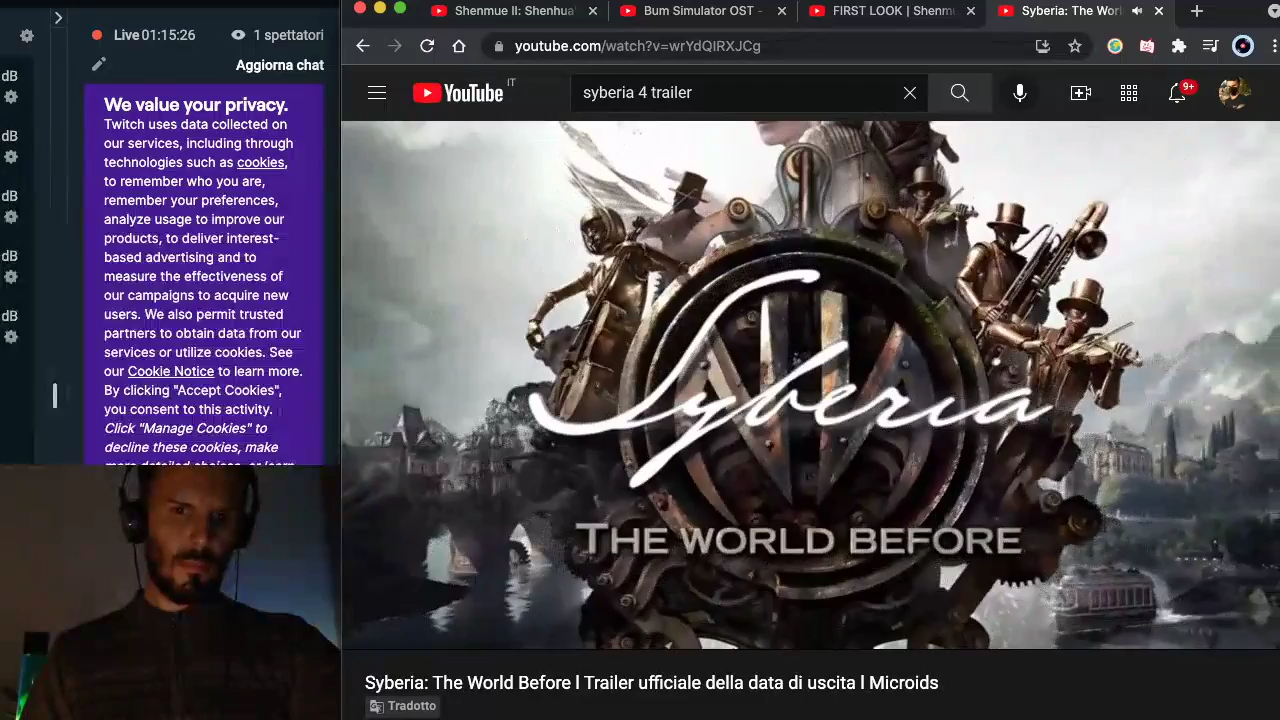 Live 01:15:26
1 spettatori
Aggiorna chat
dB
dB
dB
dB
dB
We value your privacy.
Twitch uses data collected on
our services, including through
technologies such as cookies,
to remember who you are,
remember your preferences,
analyze usage to improve our
products, to deliver interest-
based advertising and to
measure the effectiveness of
our campaigns to acquire new
users. We also permit trusted
partners to obtain data from our
services or utilize cookies. See
our Cookie Notice to learn more.
By clicking "Accept Cookies",
you consent to this activity.
Click "Manage Cookies" to
decline these cookies, make
Shenmue II: Shenhua'
Bum Simulator OST -
FIRST LOOK | Shenmu
Syberia: The Worl
youtube.com/watch?v=wrYdQIRXJCg
YouTube IT
syberia 4 trailer
9+
Syberia
THE WORLD BEFORE
Syberia: The World Before l Trailer ufficiale della data di uscita l Microids
Tradotto